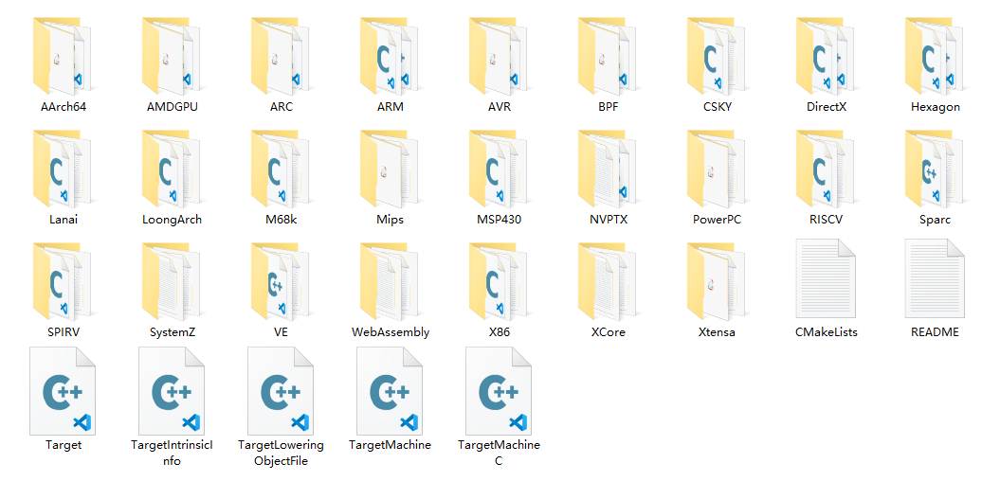 AArch64 AMDGPU ARC ARM AVR BPF CSKY DirectX Hexagon
Lanai LoongArch M68k Mips MSP430 NVPTX PowerPC RISCV Sparc
SPIRV SystemZ VE WebAssembly X86 XCore Xtensa CMakeLists README
Target TargetIntrinsicI TargetLowering TargetMachine TargetMachine
nfo ObjectFile C